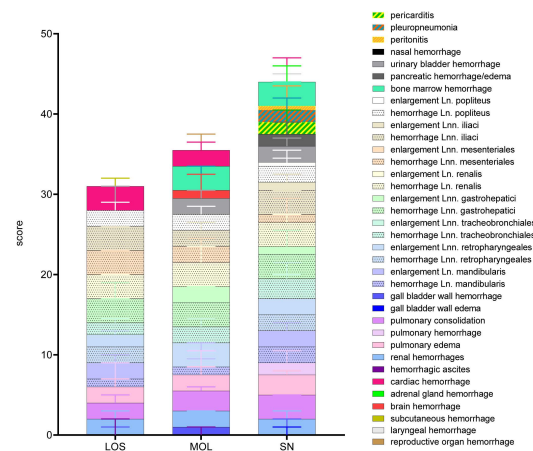 50
40
30
20
10
0
score
LOS MOL SN
pericarditis
pleuropneumonia
peritonitis
nasal hemorrhage
urinary bladder hemorrhage
pancreatic hemorrhage/edema
bone marrow hemorrhage
enlargement Ln. popliteus
hemorrhage Ln. popliteus
enlargement Lnn. iliaci
hemorrhage Lnn. iliaci
enlargement Lnn. mesenteriales
hemorrhage Lnn. mesenteriales
enlargement Ln. renalis
hemorrhage Ln. renalis
enlargement Lnn. gastrohepatici
hemorrhage Lnn. gastrohepatici
enlargement Lnn. tracheobronchiales
hemorrhage Lnn. tracheobronchiales
enlargement Lnn. retropharyngeales
hemorrhage Lnn. retropharyngeales
enlargement Ln. mandibularis
hemorrhage Ln. mandibularis
gall bladder wall hemorrhage
gall bladder wall edema
pulmonary consolidation
pulmonary hemorrhage
pulmonary edema
renal hemorrhages
hemorrhagic ascites
cardiac hemorrhage
adrenal gland hemorrhage
brain hemorrhage
subcutaneous hemorrhage
laryngeal hemorrhage
reproductive organ hemorrhage